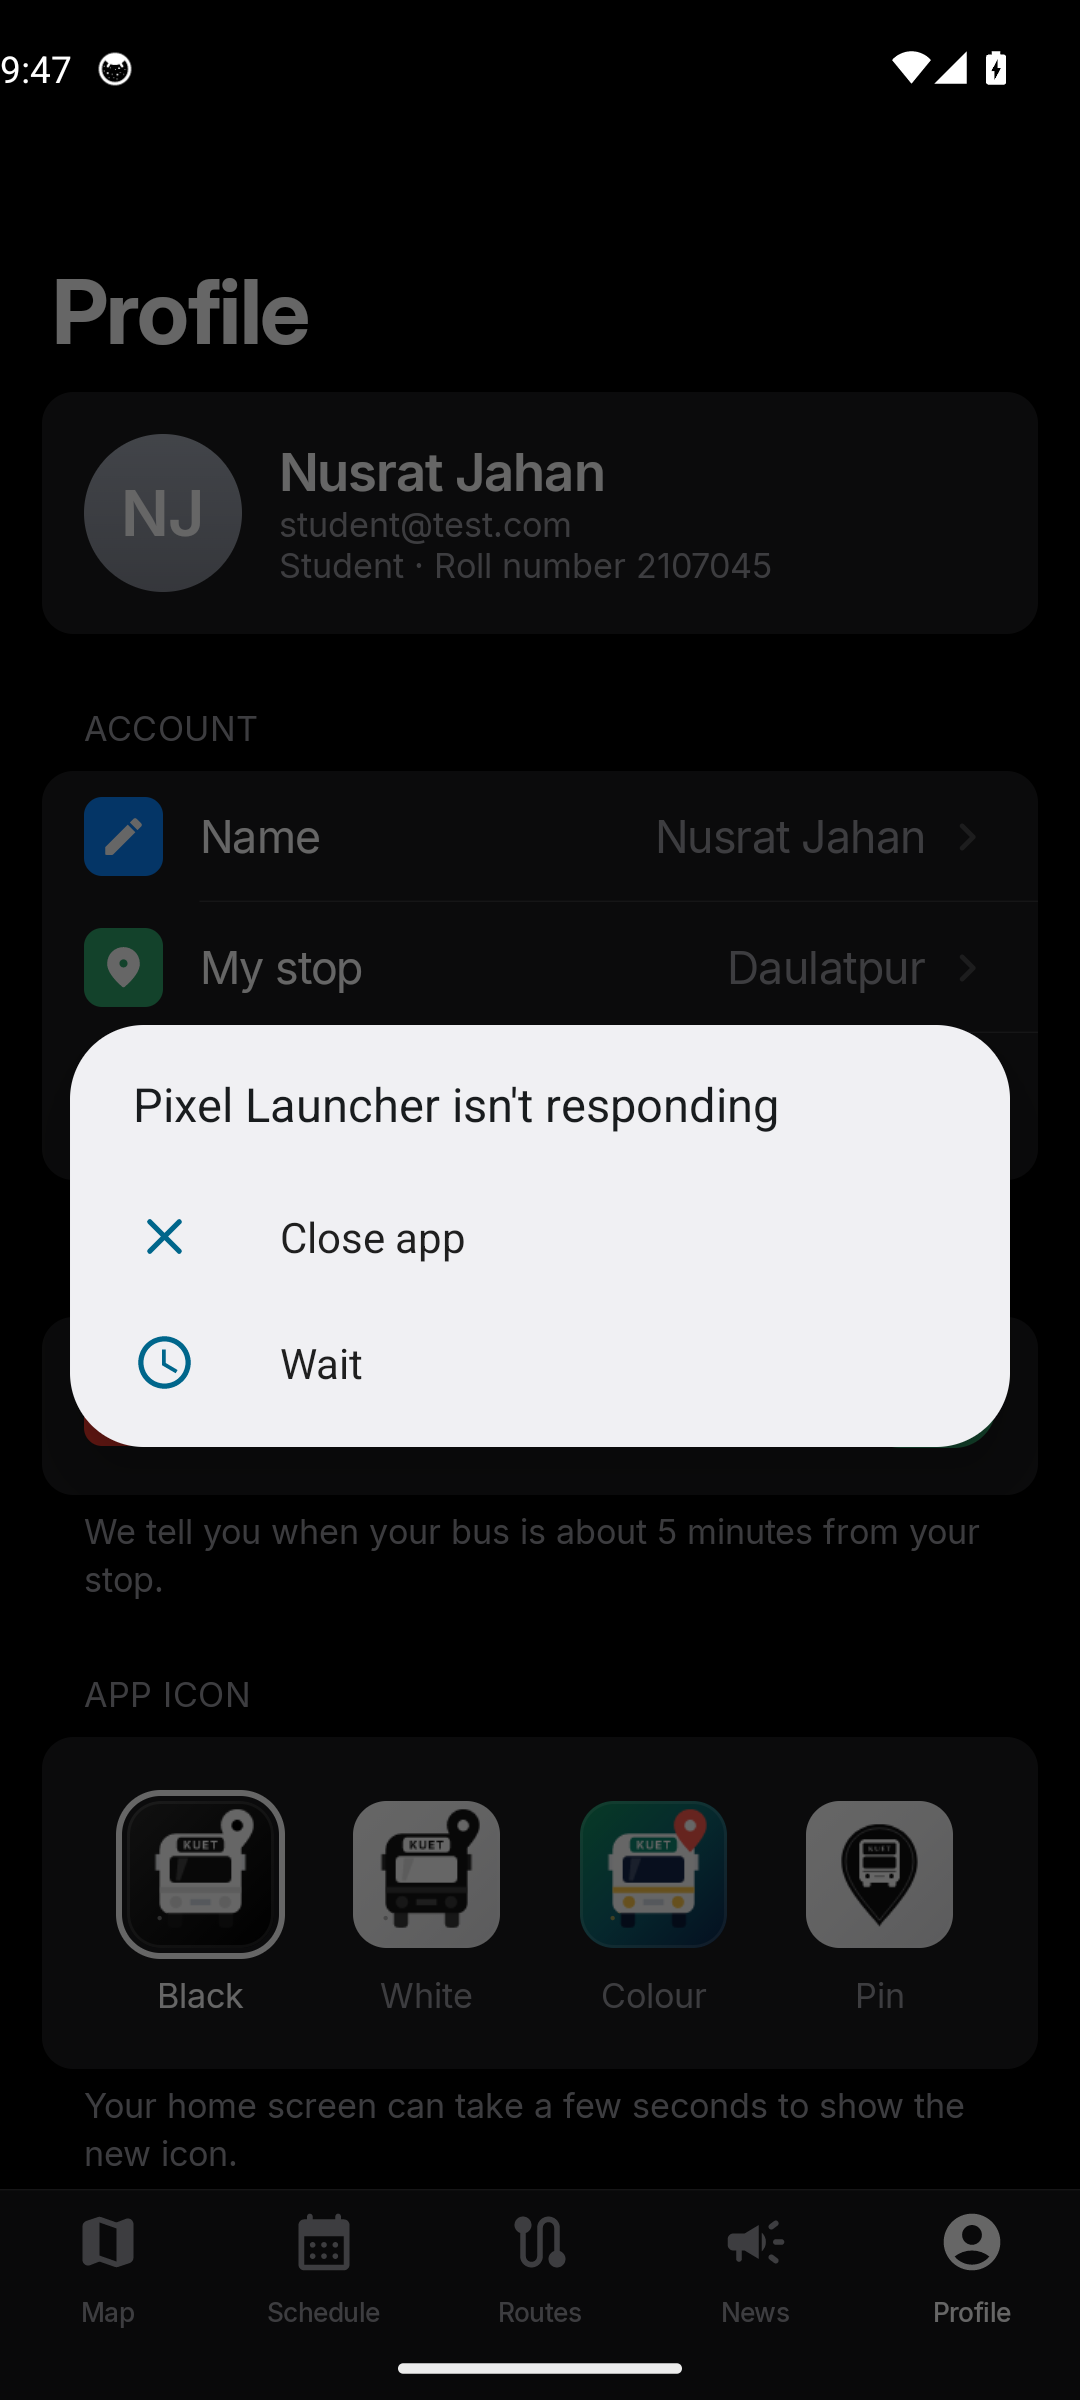 9:47
Profile
NJ
Nusrat Jahan
student@test.com
Student · Roll number 2107045
ACCOUNT
Name
Nusrat Jahan
My stop
Daulatpur
Pixel Launcher isn't responding
Close app
Wait
We tell you when your bus is about 5 minutes from your
stop.
APP ICON
KUET
KUET
KUET
KUET
Black
White
Colour
Pin
Your home screen can take a few seconds to show the
new icon.
Map
Schedule
Routes
News
Profile